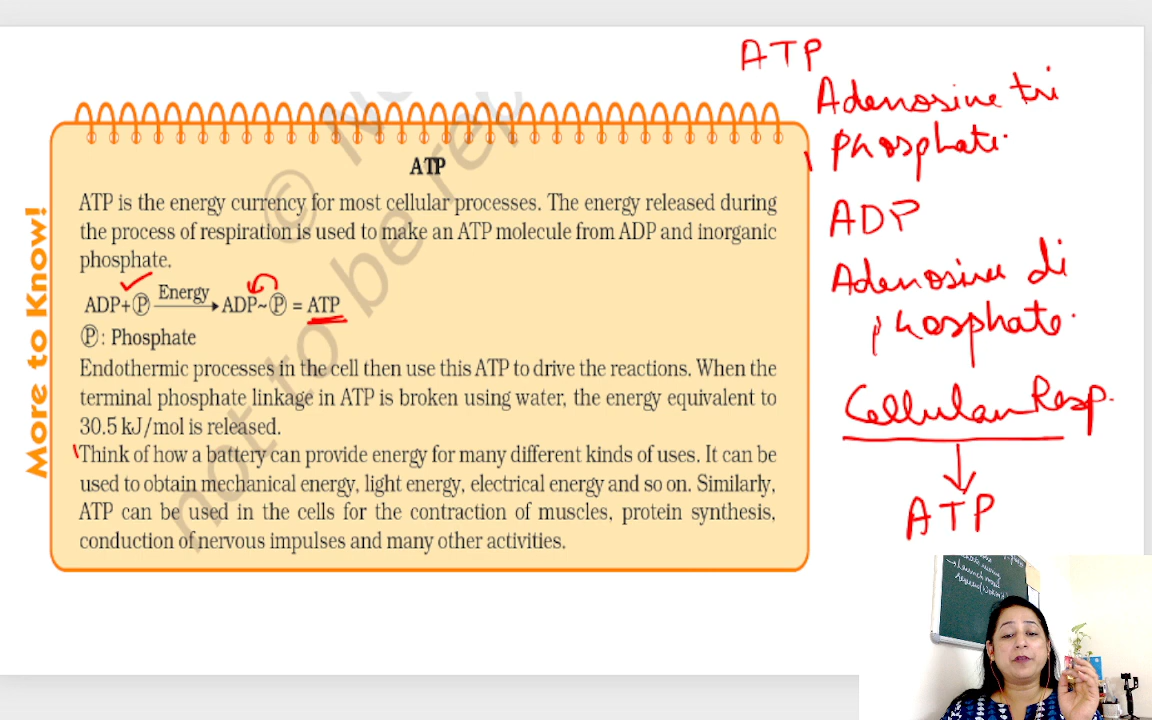 ATP
ATP is the energy currency for most cellular processes. The energy released during
the process of respiration is used to make an ATP molecule from ADP and inorganic
phosphate.
ADP+Ⓟ Energy→ ADP~Ⓟ = ATP
Ⓟ: Phosphate
Endothermic processes in the cell then use this ATP to drive the reactions. When the
terminal phosphate linkage in ATP is broken using water, the energy equivalent to
30.5 kJ/mol is released.
Think of how a battery can provide energy for many different kinds of uses. It can be
used to obtain mechanical energy, light energy, electrical energy and so on. Similarly,
ATP can be used in the cells for the contraction of muscles, protein synthesis,
conduction of nervous impulses and many other activities.
More to Know!
not to be rep
ATP
Adenosine tri
phosphate.
ADP
Adenosine di
phosphate.
Cellular Resp.
ATP